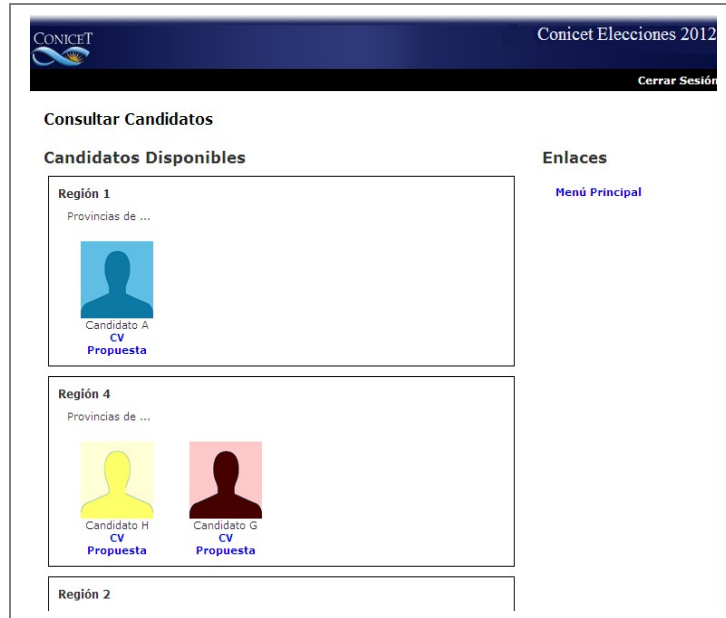 CONICET
Conicet Elecciones 2012
Cerrar Sesión
Consultar Candidatos
Candidatos Disponibles
Región 1
Provincias de ...
Candidato A
CV
Propuesta
Región 4
Provincias de ...
Candidato H Candidato G
CV CV
Propuesta Propuesta
Región 2
Enlaces
Menú Principal